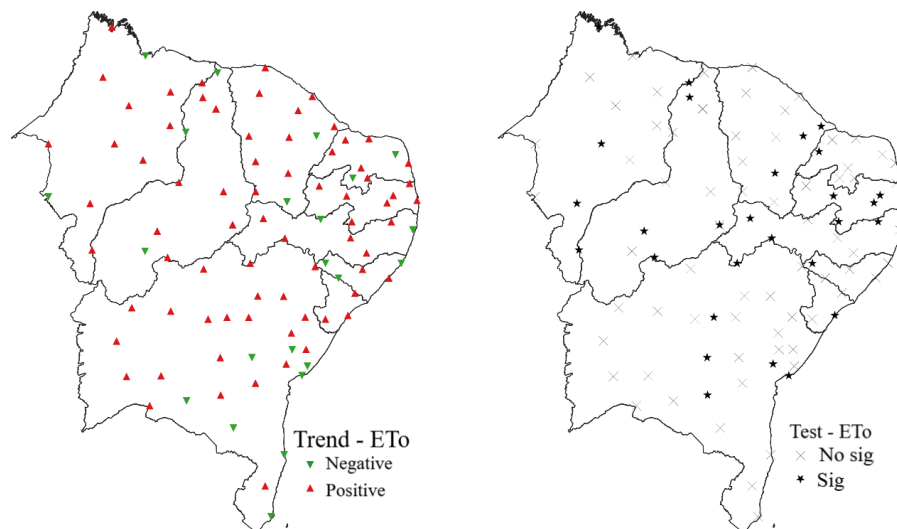 Trend - ETo
Negative
Positive
Test - ETo
No sig
Sig